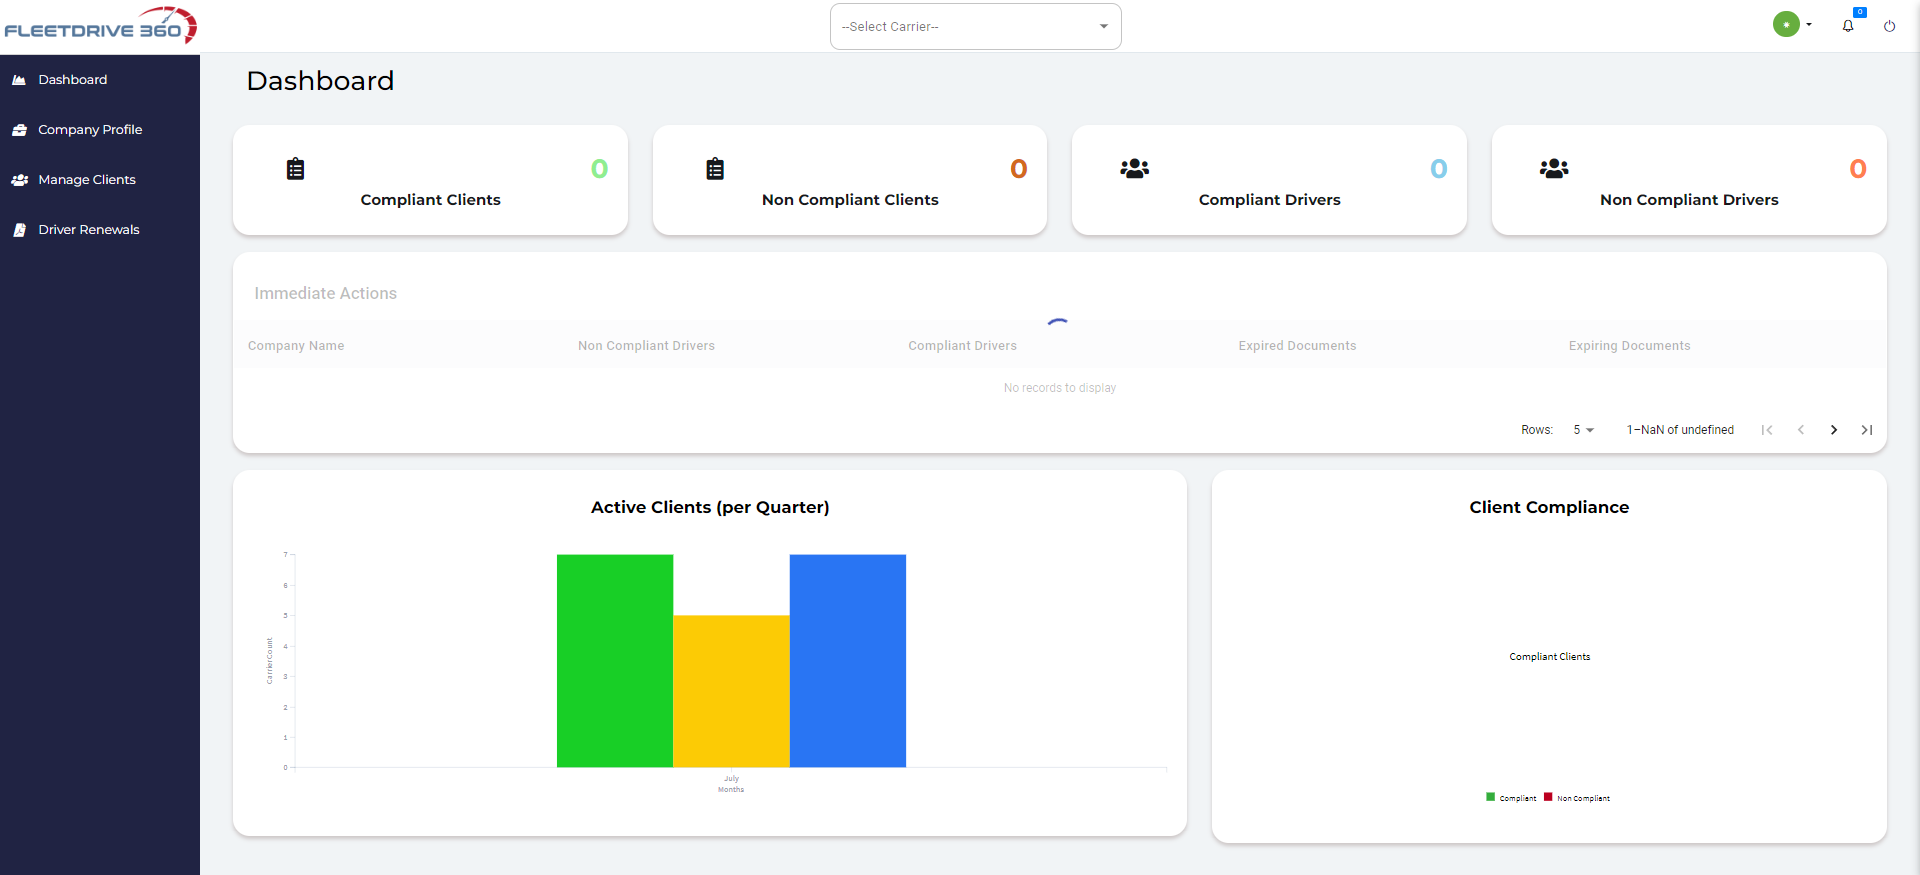 FLEETDRIVE 360
--Select Carrier--
0
Dashboard
Company Profile
Manage Clients
Driver Renewals
Dashboard
0
Compliant Clients
0
Non Compliant Clients
0
Compliant Drivers
0
Non Compliant Drivers
Immediate Actions
Company Name Non Compliant Drivers Compliant Drivers Expired Documents Expiring Documents
No records to display
Rows: 5 1-NaN of undefined
Active Clients (per Quarter)
7
6
5
4
3
2
1
0
CarrierCount
July
Months
Client Compliance
Compliant Clients
Compliant Non Compliant